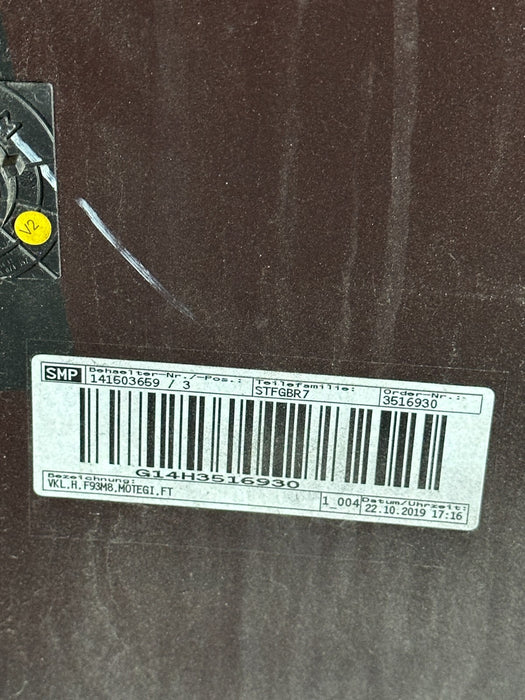 V2
SMP
Behaelter-Nr./-Pos.: Teilefamilie: Order-Nr.:
141603659 / 3 STFGBR7 3516930
G14H3516930
Bezeichnung:
VKL.H.F93M8,MOTEGI,FT
1_004 Datum/Uhrzeit:
22.10.2019 17:16